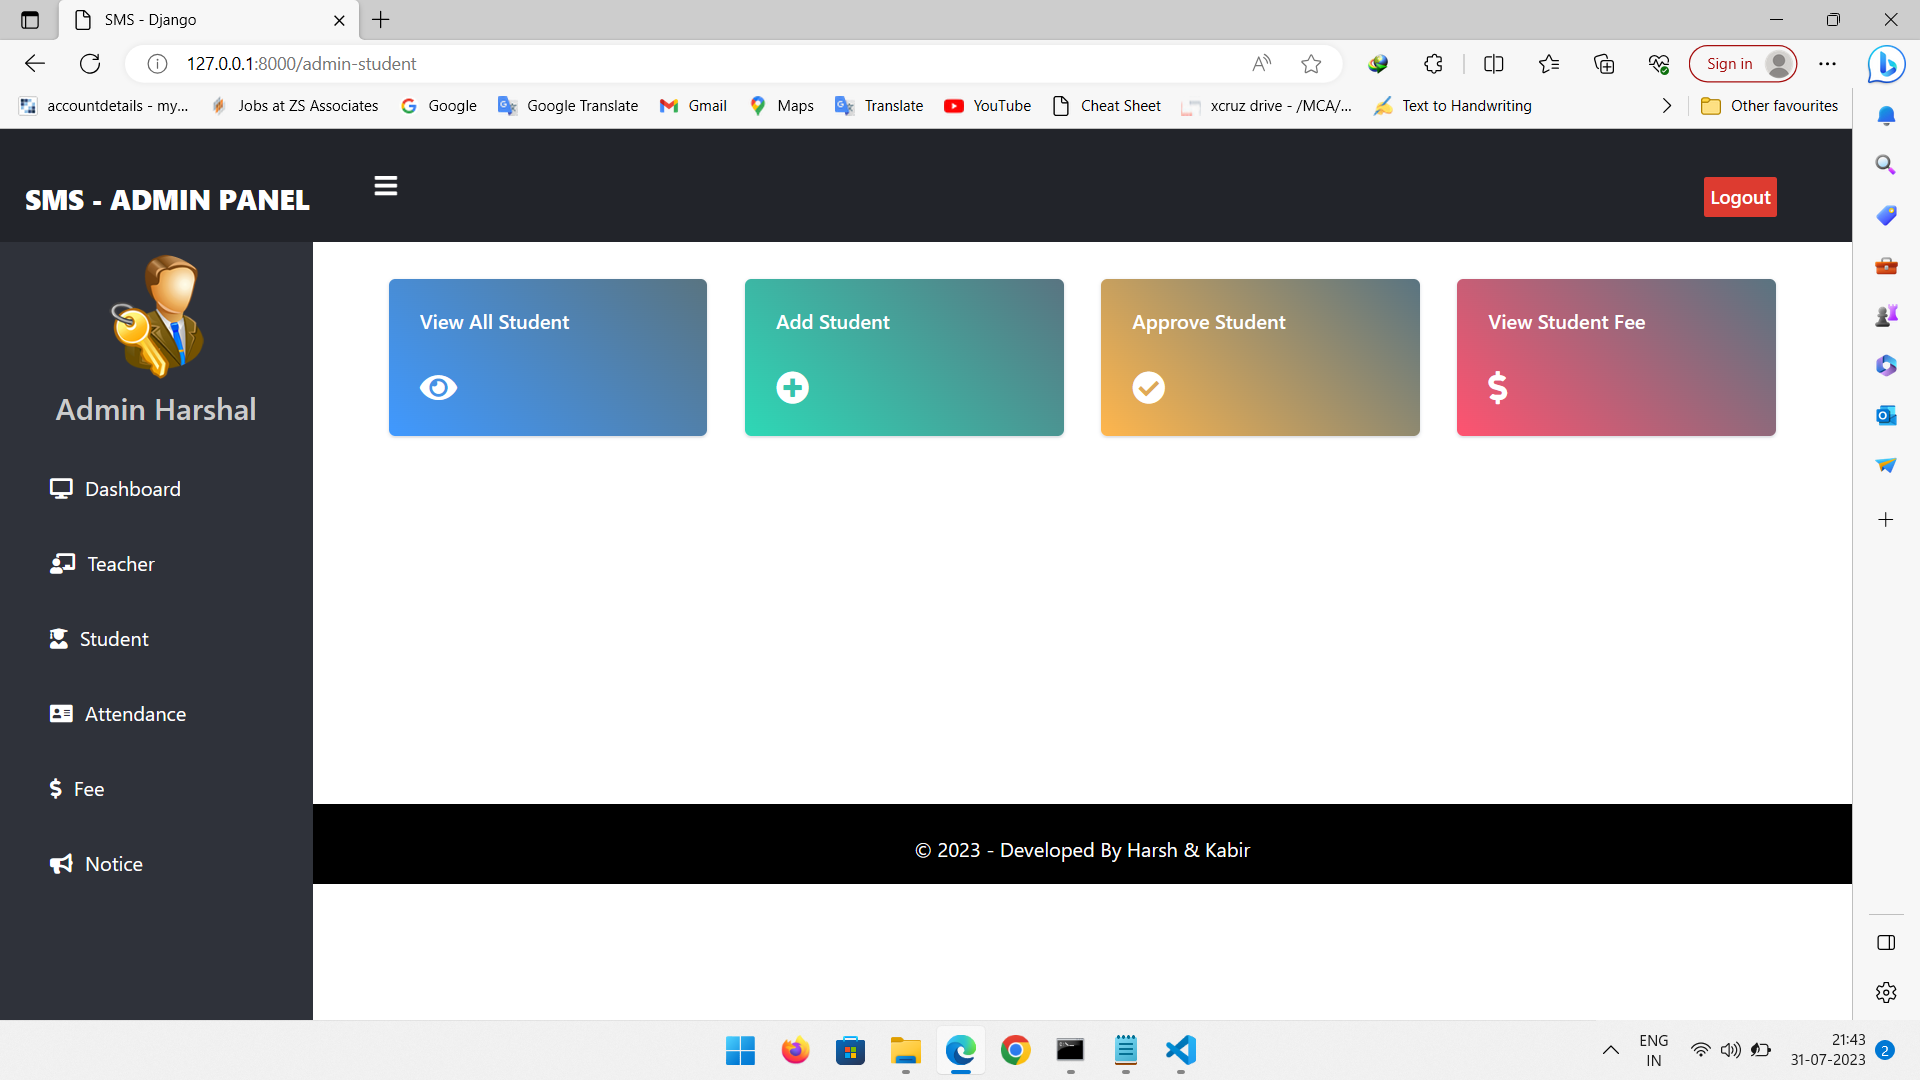 SMS - Django
127.0.0.1:8000/admin-student
Sign in
accountdetails - my...
Jobs at ZS Associates
Google
Google Translate
Gmail
Maps
Translate
YouTube
Cheat Sheet
xcruz drive - /MCA/...
Text to Handwriting
Other favourites
SMS - ADMIN PANEL
Logout
Admin Harshal
Dashboard
Teacher
Student
Attendance
Fee
Notice
View All Student
Add Student
Approve Student
View Student Fee
© 2023 - Developed By Harsh & Kabir
ENG
IN
21:43
31-07-2023
2